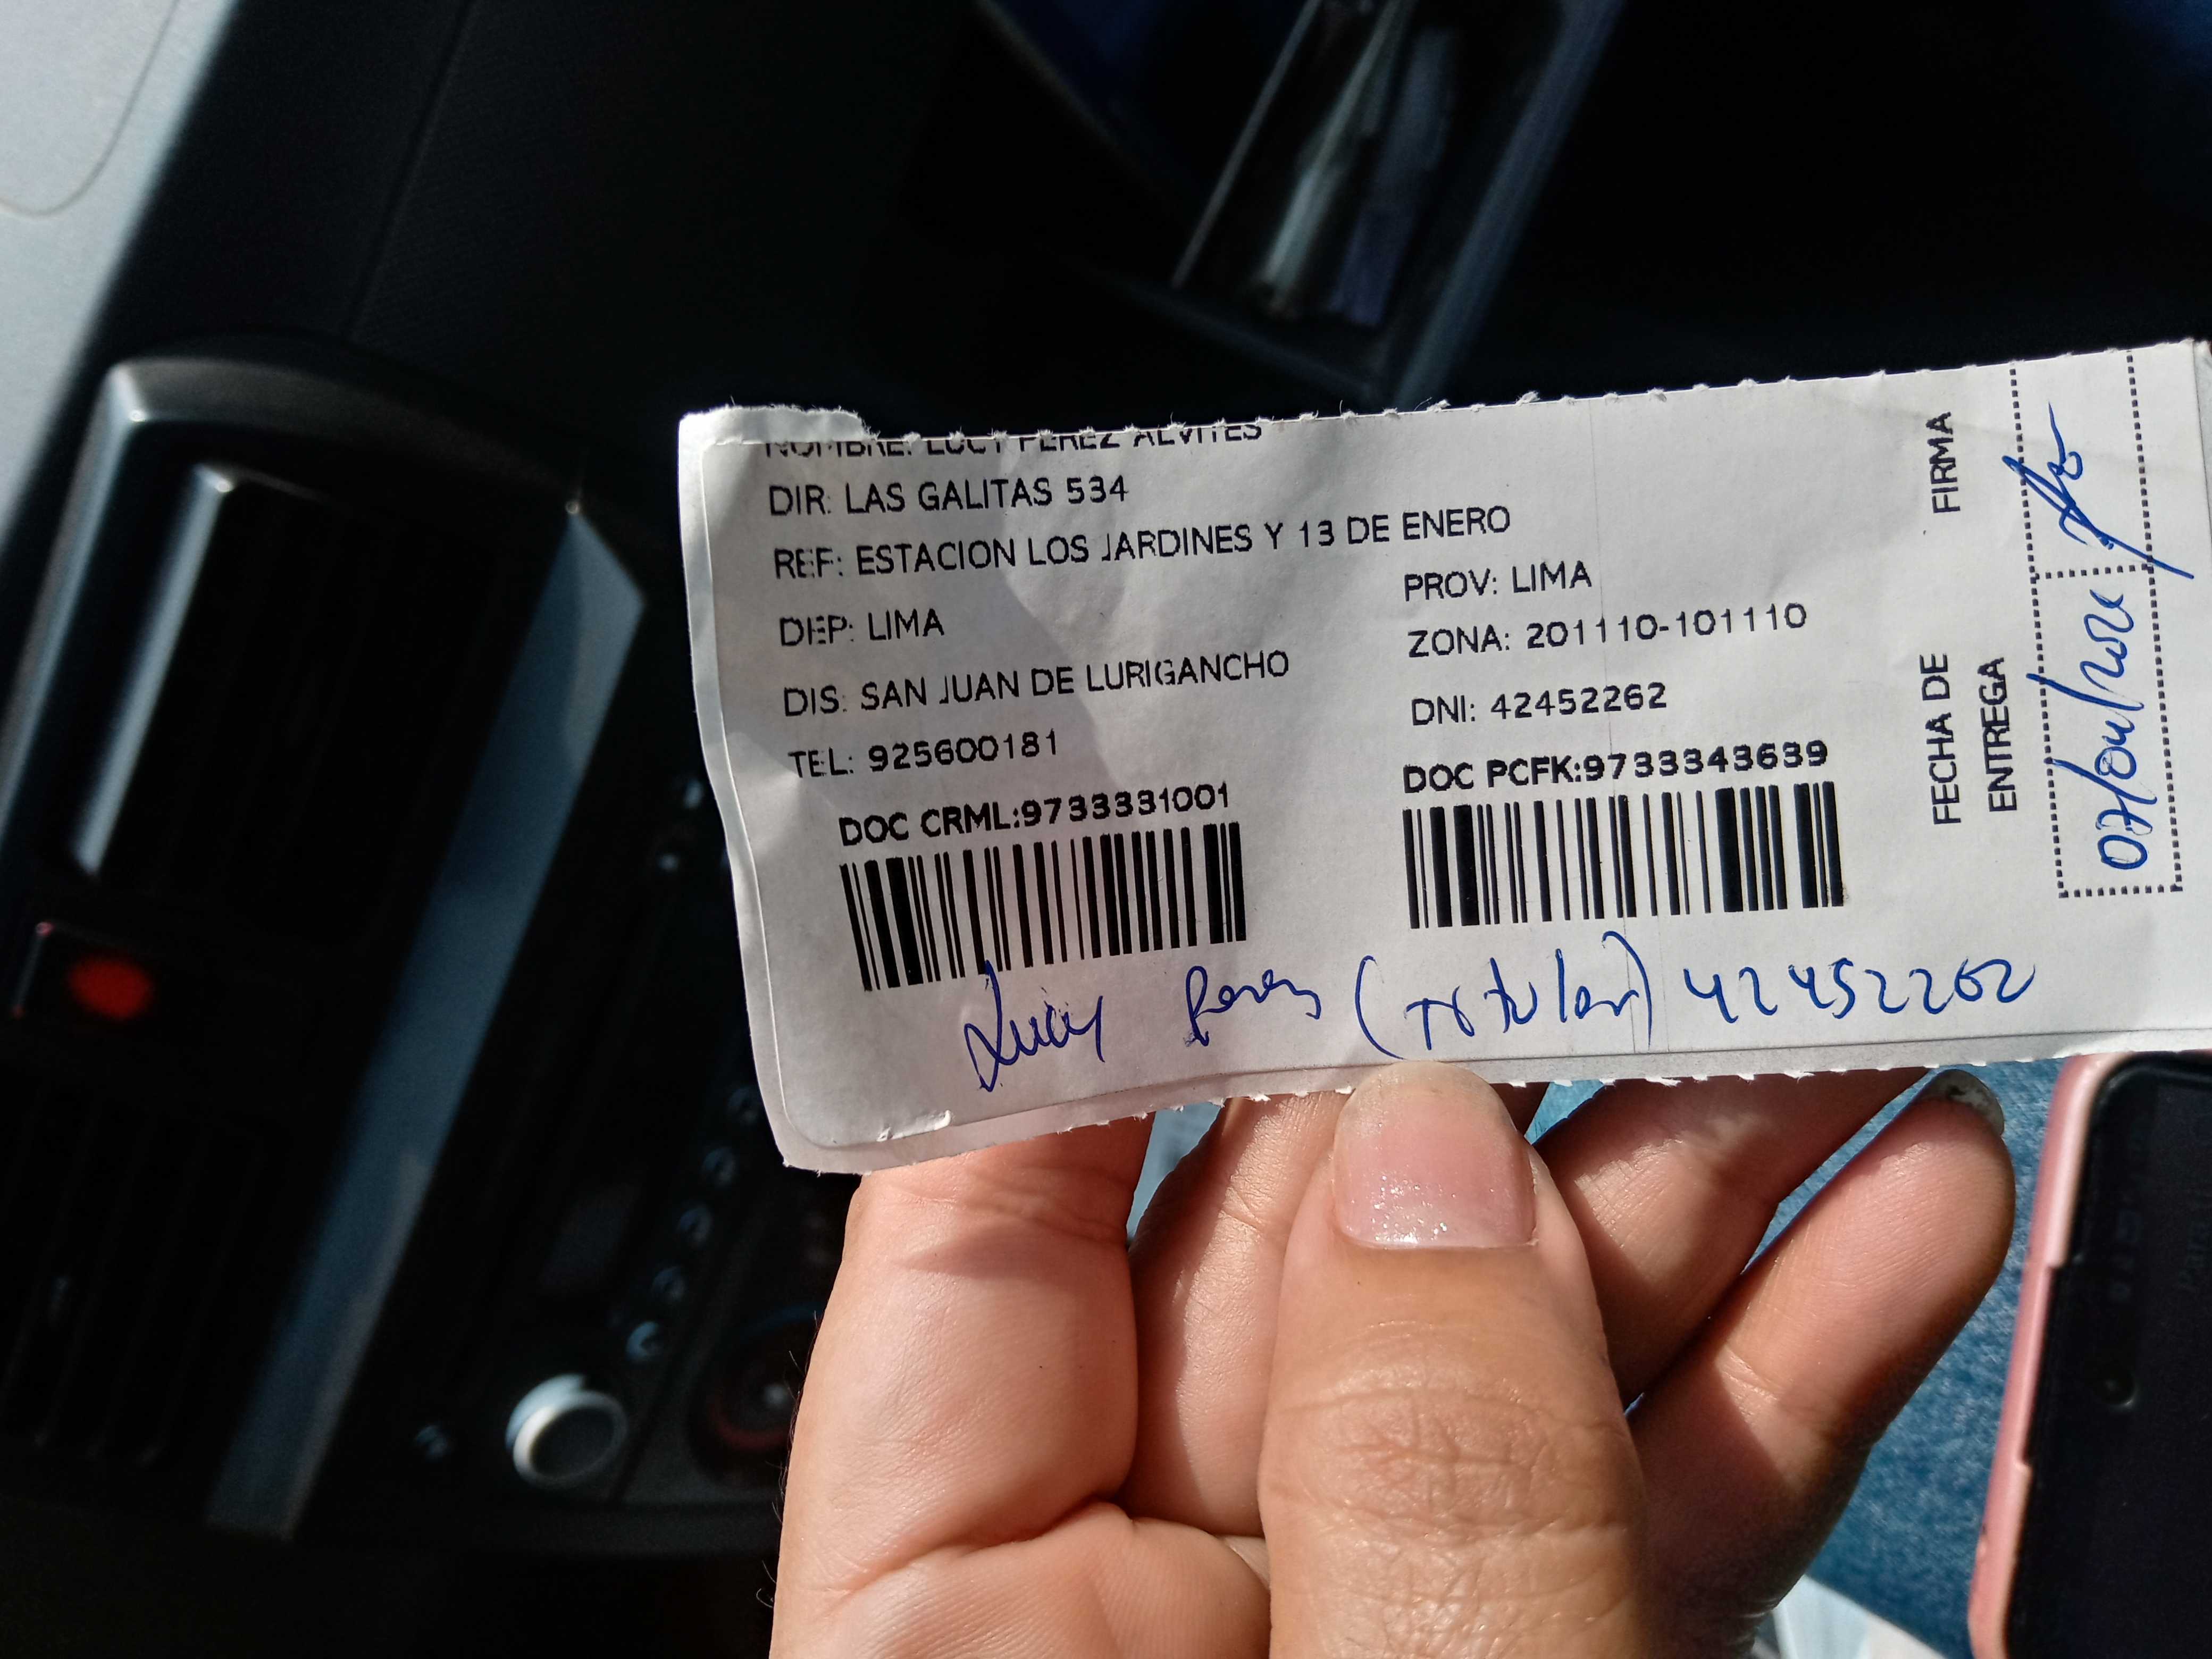 NOMBRE: LUCY PEREZ ALVITES
DIR: LAS GALITAS 534
REF: ESTACION LOS JARDINES Y 13 DE ENERO
DEP: LIMA
PROV: LIMA
ZONA: 201110-101110
DIS: SAN JUAN DE LURIGANCHO
DNI: 42452262
TEL: 925600181
DOC CRML:9733331001
DOC PCFK:9733343639
Lucy Perez (Titular) 42452262
FECHA DE
ENTREGA
FIRMA